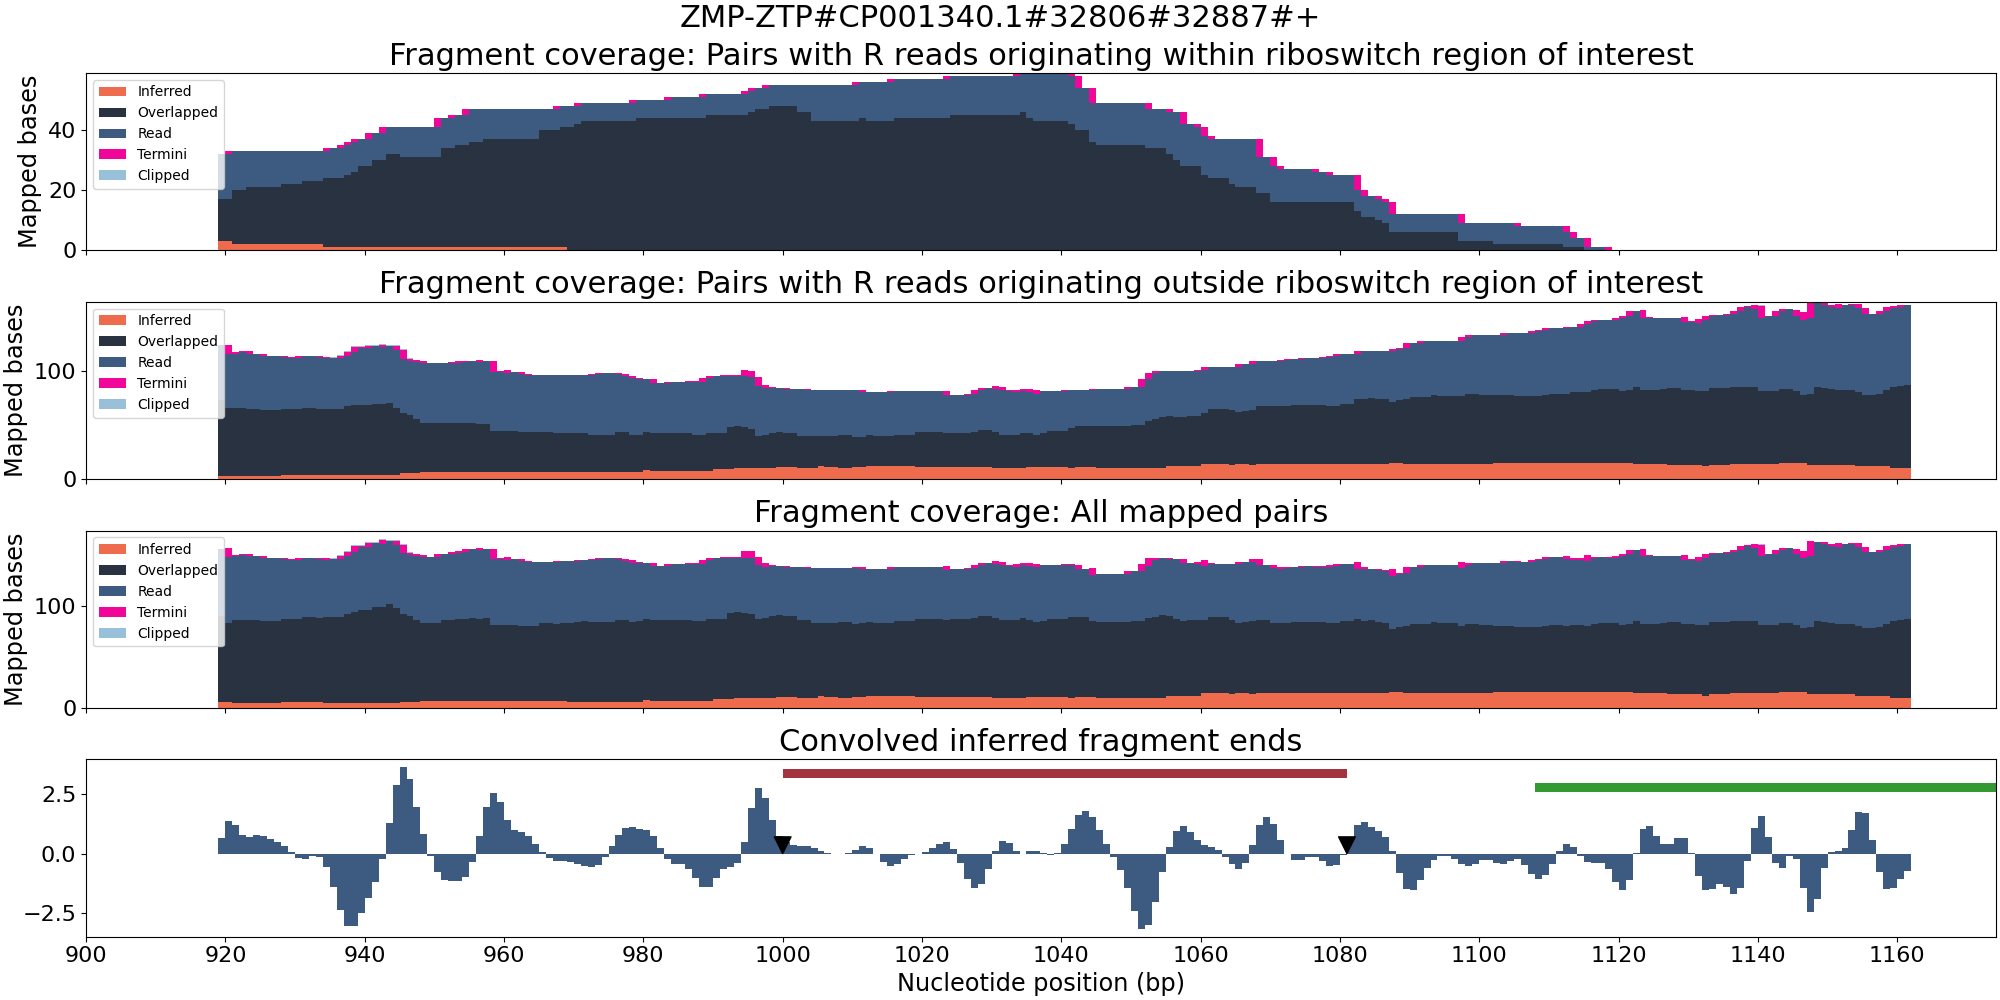 ZMP-ZTP#CP001340.1#32806#32887#+
Fragment coverage: Pairs with R reads originating within riboswitch region of interest
Mapped bases
40
20
0
Inferred
Overlapped
Read
Termini
Clipped
Fragment coverage: Pairs with R reads originating outside riboswitch region of interest
Mapped bases
100
0
Inferred
Overlapped
Read
Termini
Clipped
Fragment coverage: All mapped pairs
Mapped bases
100
0
Inferred
Overlapped
Read
Termini
Clipped
Convolved inferred fragment ends
2.5
0.0
−2.5
900 920 940 960 980 1000 1020 1040 1060 1080 1100 1120 1140 1160
Nucleotide position (bp)